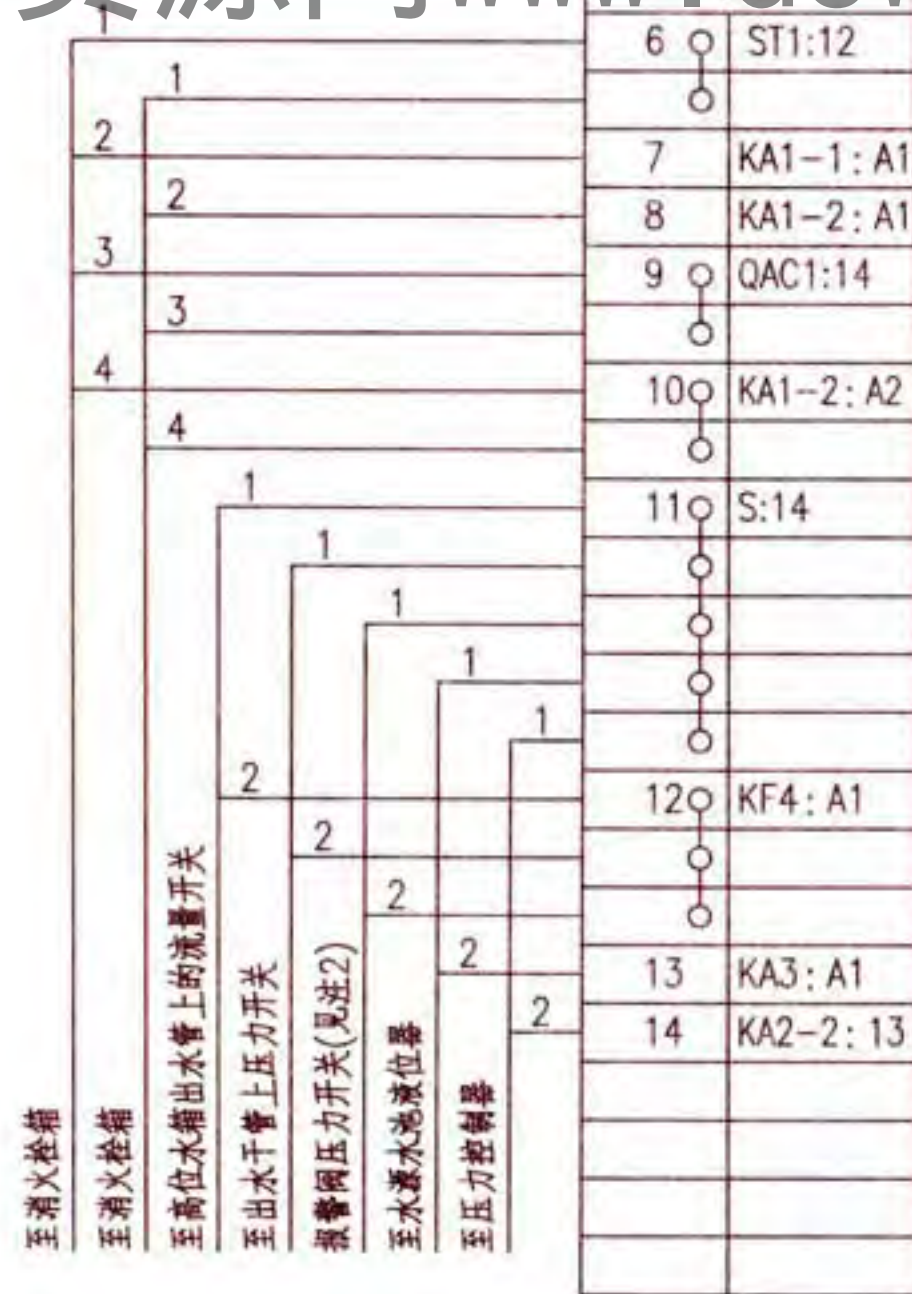 1
6 ST1:12
1
2
7 KA1-1:A1
2
8 KA1-2:A1
3
9 QAC1:14
3
4
10 KA1--2:A2
4
1
11 S:14
1
1
1
1
2
12 KF4:A1
2
2
2
13 KA3:A1
2
14 KA2-2:13
至消火栓箱
至消火栓箱
至高位水箱出水管上的流量开关
至出水干管上压力开关
报警阀压力开关(见注2)
至水源水池液位器
至压力控制器